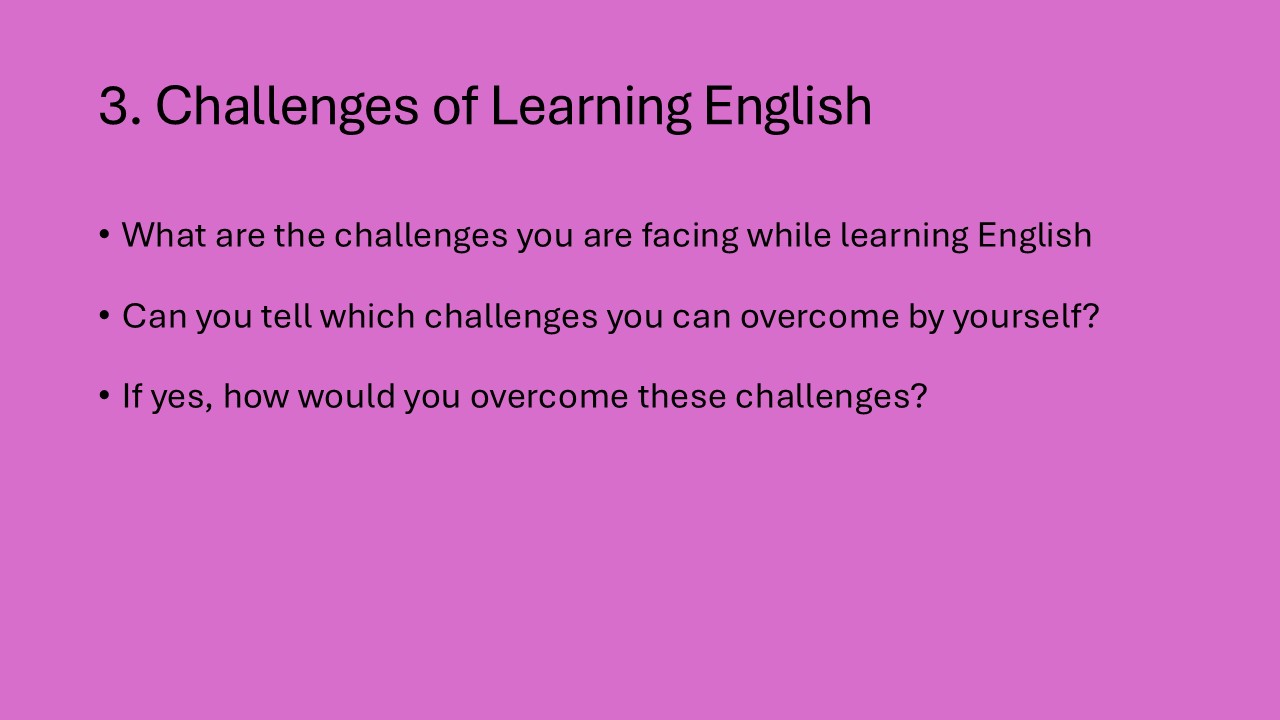 3. Challenges of Learning English
• What are the challenges you are facing while learning English
• Can you tell which challenges you can overcome by yourself?
• If yes, how would you overcome these challenges?